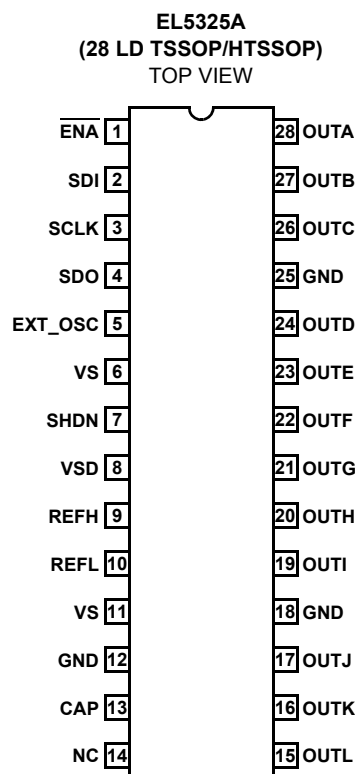 EL5325A
(28 LD TSSOP/HTSSOP)
TOP VIEW
ENA 1 28 OUTA
SDI 2 27 OUTB
SCLK 3 26 OUTC
SDO 4 25 GND
EXT_OSC 5 24 OUTD
VS 6 23 OUTE
SHDN 7 22 OUTF
VSD 8 21 OUTG
REFH 9 20 OUTH
REFL 10 19 OUTI
VS 11 18 GND
GND 12 17 OUTJ
CAP 13 16 OUTK
NC 14 15 OUTL